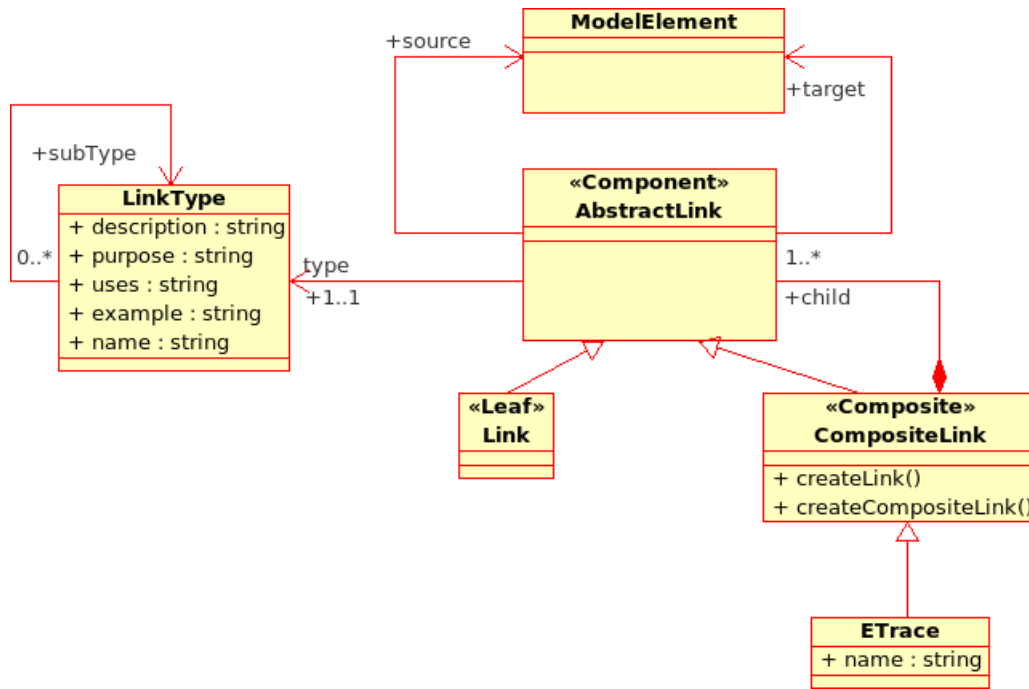 ModelElement
+source
+target
+subType
LinkType
+ description : string
+ purpose : string
+ uses : string
+ example : string
+ name : string
0..*
type
+1..1
«Component»
AbstractLink
1..*
+child
«Leaf»
Link
«Composite»
CompositeLink
+ createLink()
+ createCompositeLink()
ETrace
+ name : string